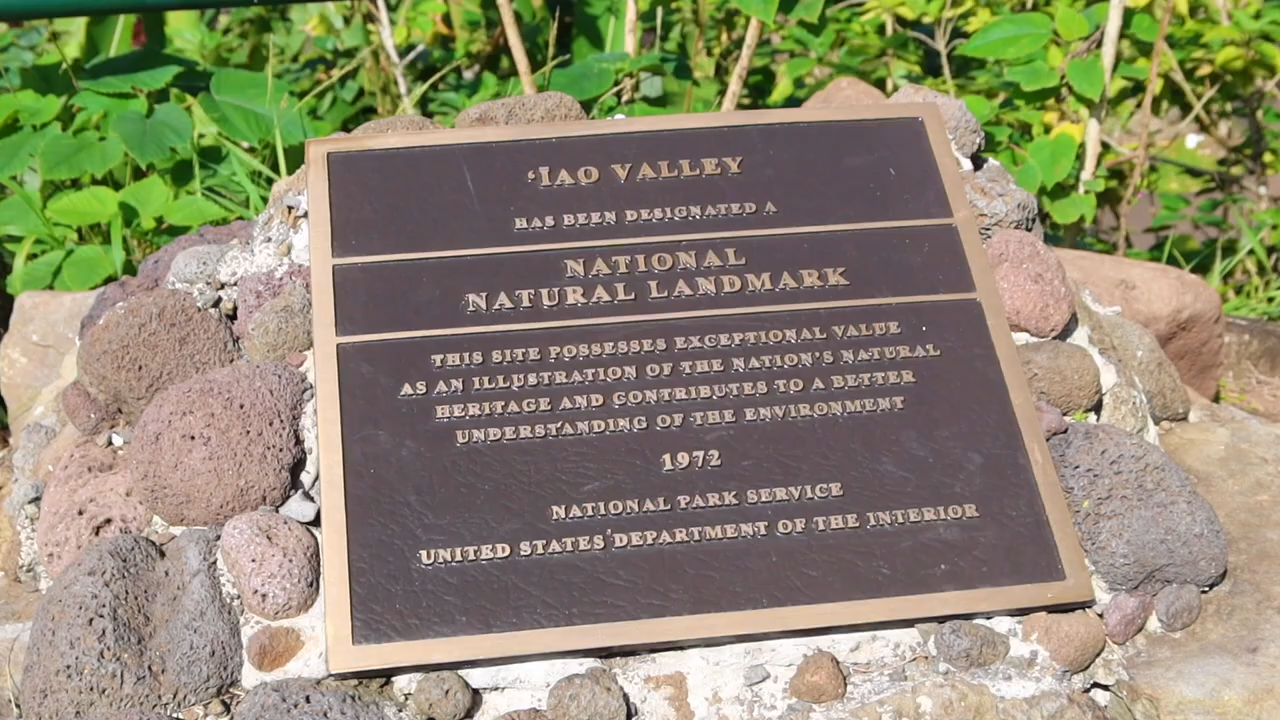 ʻĪAO VALLEY
HAS BEEN DESIGNATED A
NATIONAL
NATURAL LANDMARK
THIS SITE POSSESSES EXCEPTIONAL VALUE
AS AN ILLUSTRATION OF THE NATION'S NATURAL
HERITAGE AND CONTRIBUTES TO A BETTER
UNDERSTANDING OF THE ENVIRONMENT
1972
NATIONAL PARK SERVICE
UNITED STATES DEPARTMENT OF THE INTERIOR